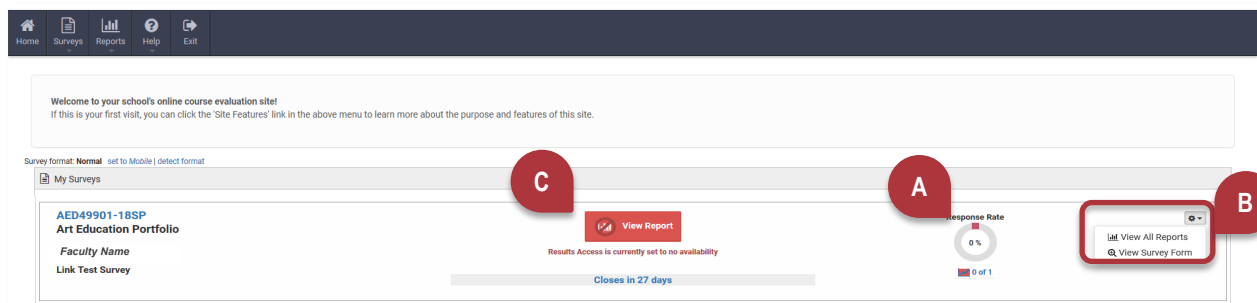 Home Surveys Reports Help Exit
Welcome to your school's online course evaluation site!
If this is your first visit, you can click the 'Site Features' link in the above menu to learn more about the purpose and features of this site.
Survey format: Normal set to Mobile | detect format
My Surveys
C
A
B
AED49901-18SP
Art Education Portfolio
Faculty Name
Link Test Survey
View Report
Results Access is currently set to no availability
Closes in 27 days
Response Rate
0 %
0 of 1
View All Reports
View Survey Form